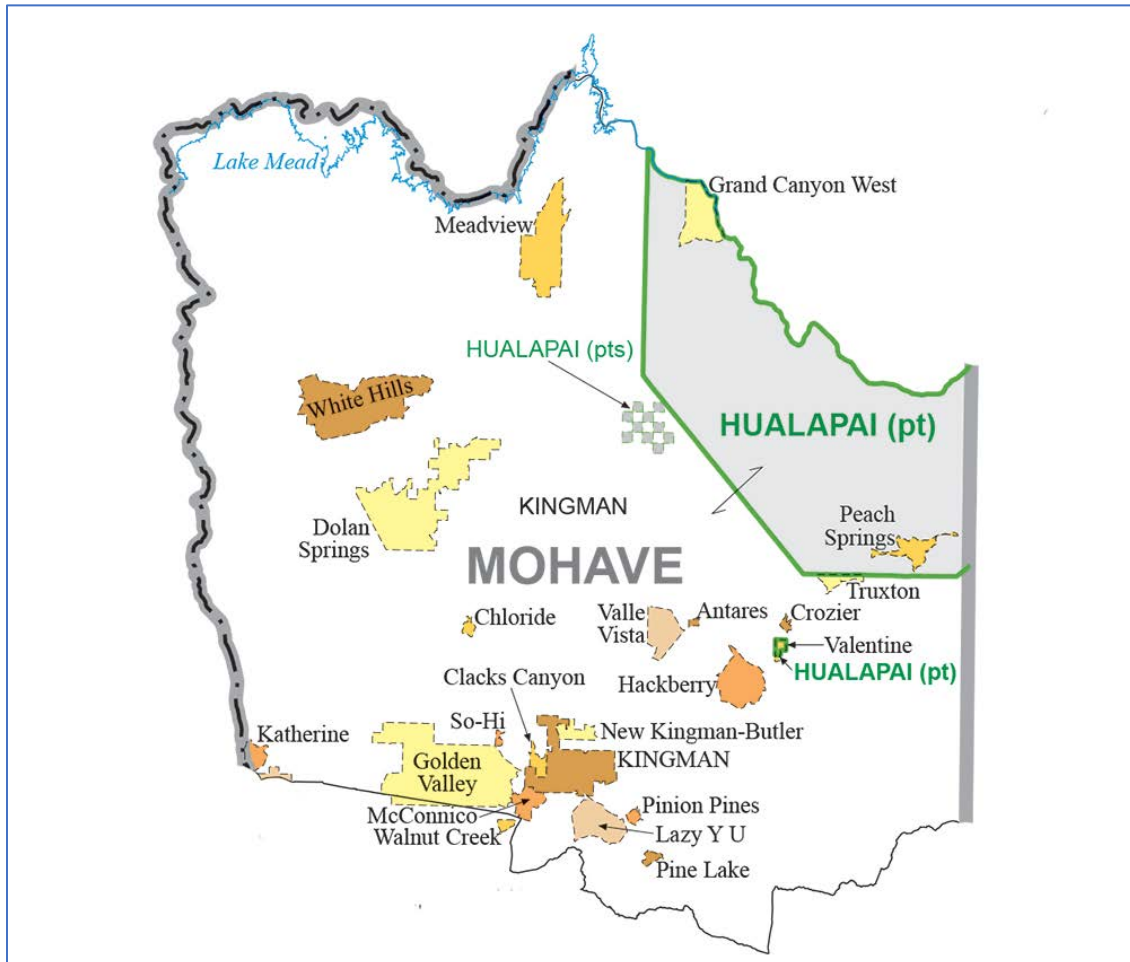 Lake Mead
Grand Canyon West
Meadview
HUALAPAI (pts)
White Hills
HUALAPAI (pt)
KINGMAN
Dolan
Springs
Peach
Springs
MOHAVE
Truxton
Chloride
Valle
Vista
Antares
Crozier
Valentine
HUALAPAI (pt)
Clacks Canyon
Hackberry
So-Hi
New Kingman-Butler
Katherine
Golden
Valley
KINGMAN
McConnico
Walnut Creek
Pinion Pines
Lazy Y U
Pine Lake